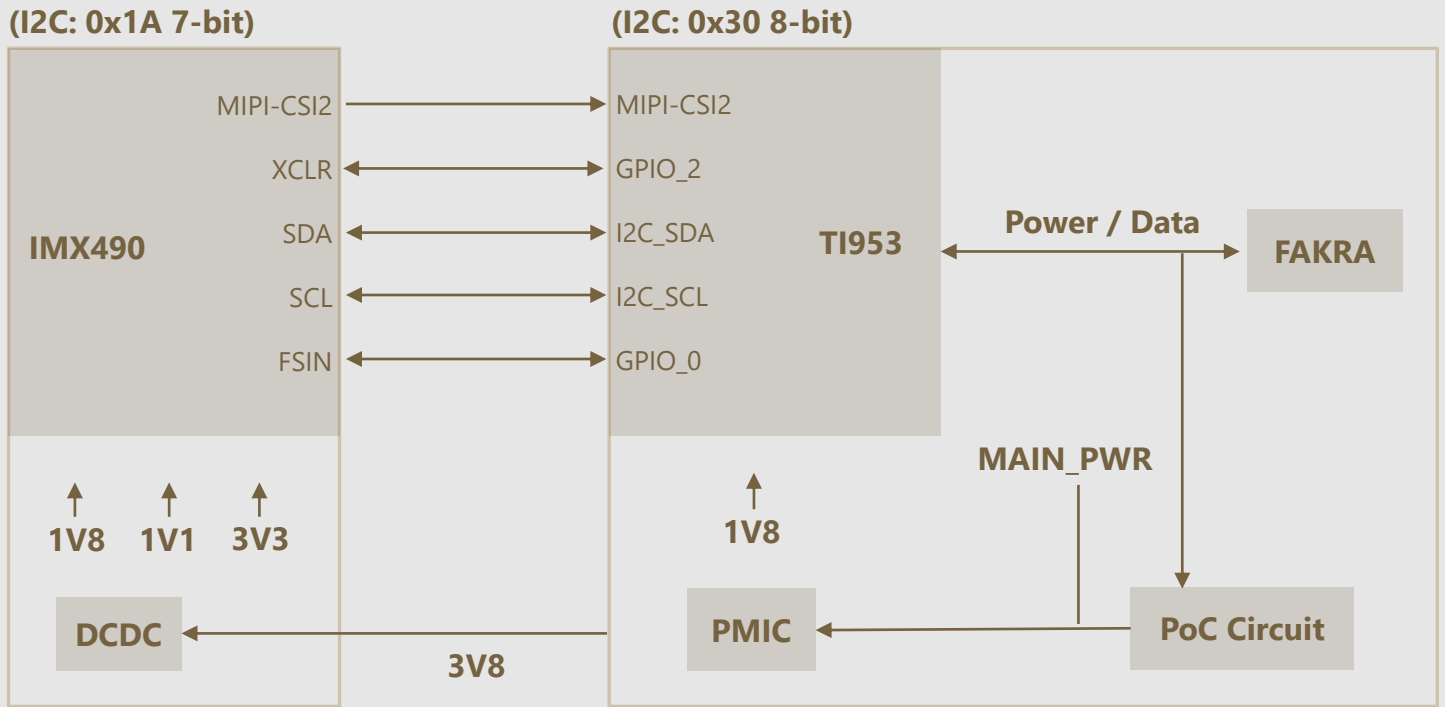 (I2C: 0x1A 7-bit)
(I2C: 0x30 8-bit)
MIPI-CSI2
MIPI-CSI2
XCLR
GPIO_2
SDA
I2C_SDA
IMX490
TI953
Power / Data
FAKRA
SCL
I2C_SCL
FSIN
GPIO_0
MAIN_PWR
1V8
1V1
3V3
1V8
DCDC
3V8
PMIC
PoC Circuit